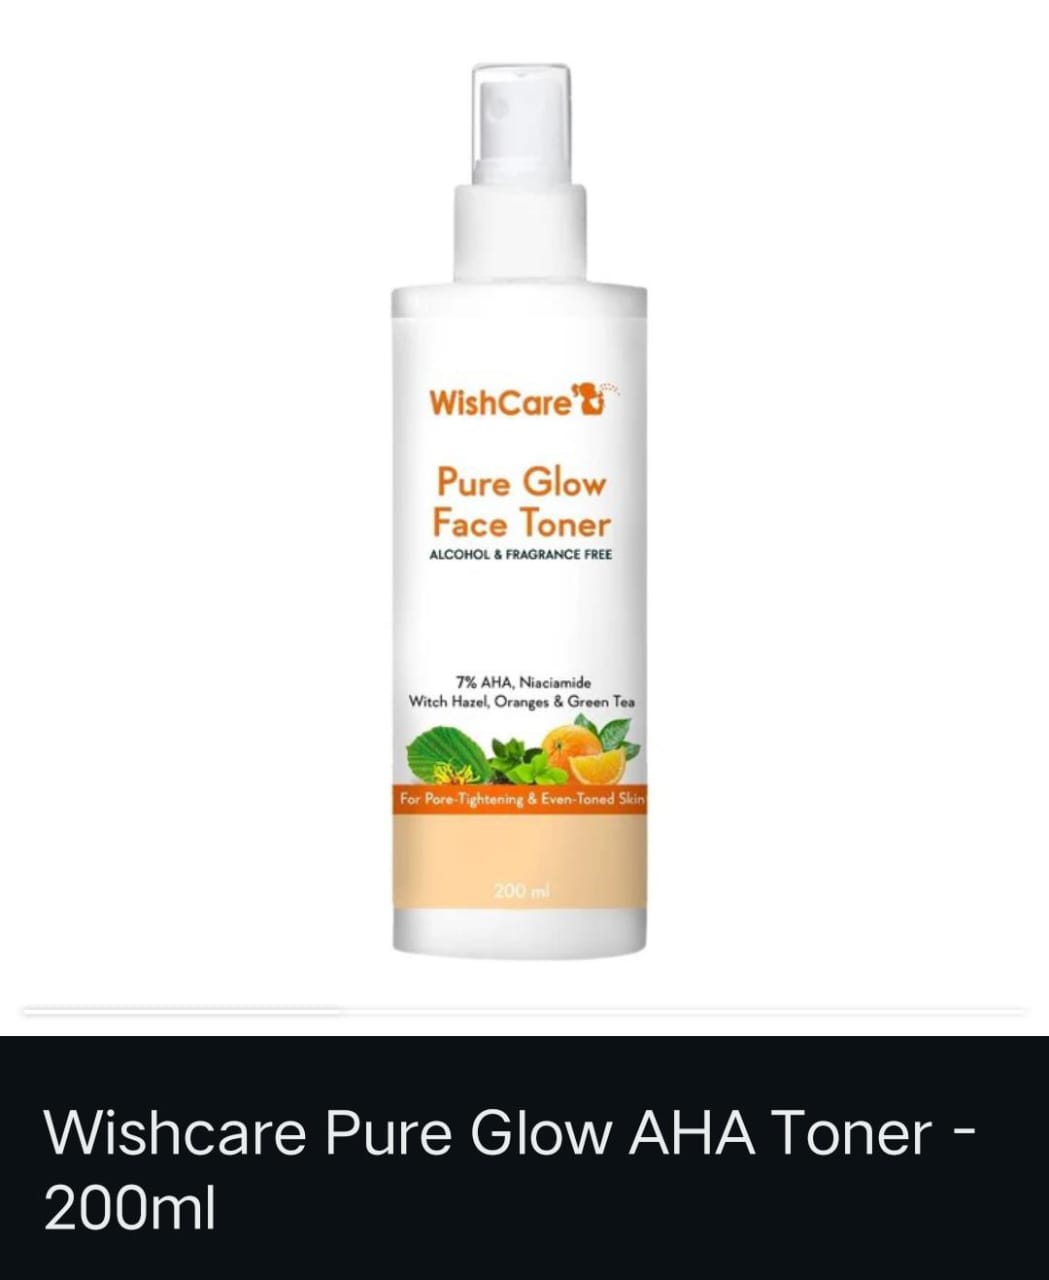 WishCare
Pure Glow
Face Toner
ALCOHOL & FRAGRANCE FREE
7% AHA, Niaciamide
Witch Hazel, Oranges & Green Tea
For Pore-Tightening & Even-Toned Skin
200 ml
Wishcare Pure Glow AHA Toner -
200ml